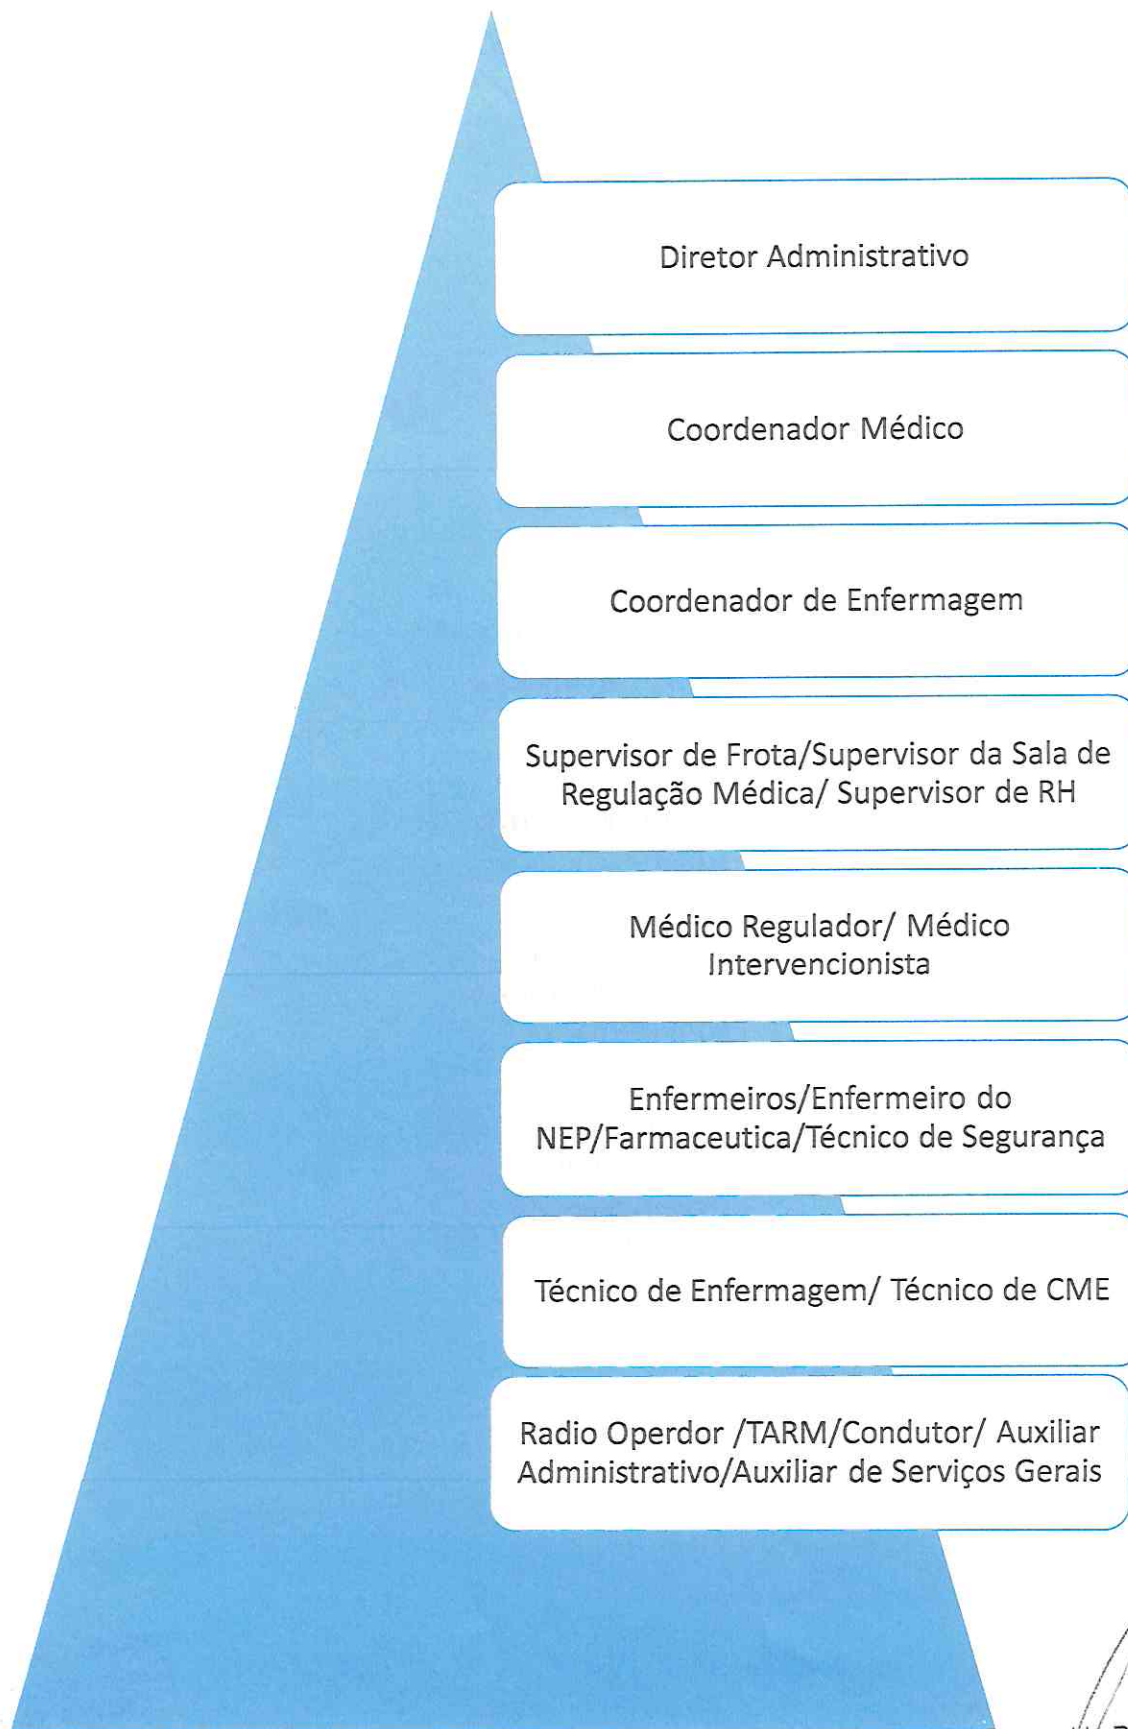 Diretor Administrativo
Coordenador Médico
Coordenador de Enfermagem
Supervisor de Frota/Supervisor da Sala de
Regulação Médica/ Supervisor de RH
Médico Regulador/ Médico
Intervencionista
Enfermeiros/Enfermeiro do
NEP/Farmaceutica/Técnico de Segurança
Técnico de Enfermagem/ Técnico de CME
Radio Operdor /TARM/Condutor/ Auxiliar
Administrativo/Auxiliar de Serviços Gerais